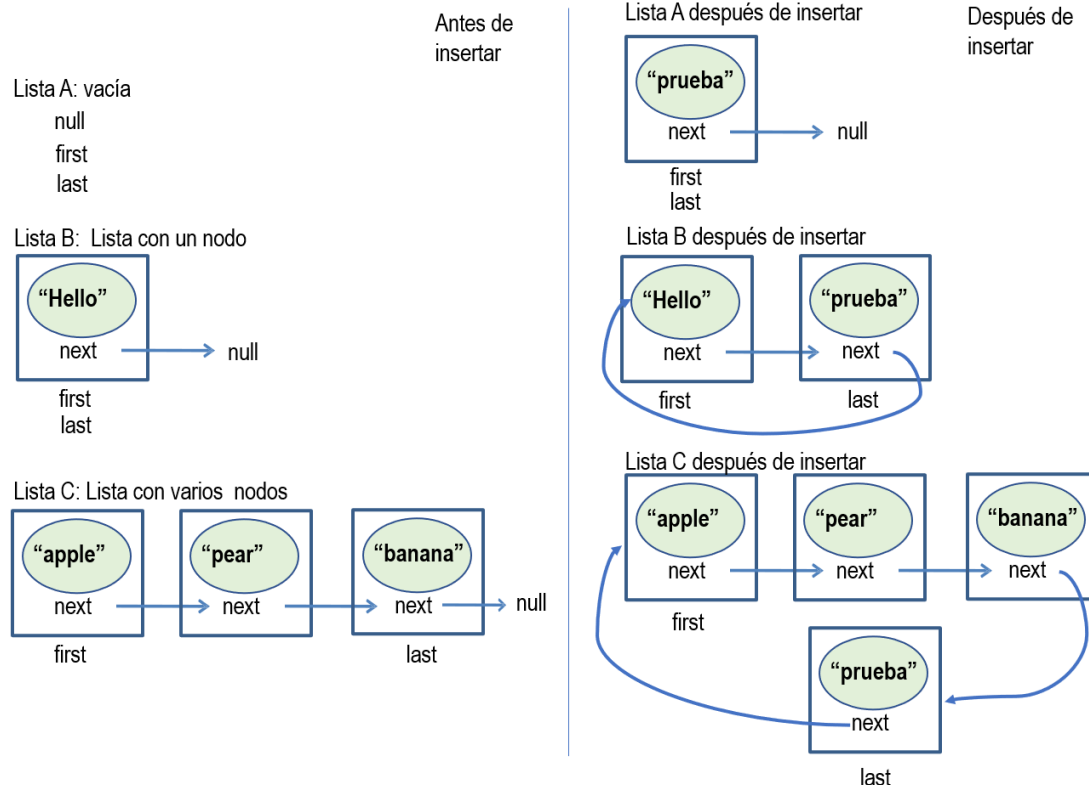 Antes de
insertar
Lista A: vacía
null
first
last
Lista B:  Lista con un nodo
“Hello”
next
null
first
last
Lista C: Lista con varios  nodos
“apple” “pear” “banana”
next next next null
first last
Lista A después de insertar
Después de
insertar
“prueba”
next null
first
last
Lista B después de insertar
“Hello” “prueba”
next next
first last
Lista C después de insertar
“apple” “pear” “banana”
next next next
first
“prueba”
next
last